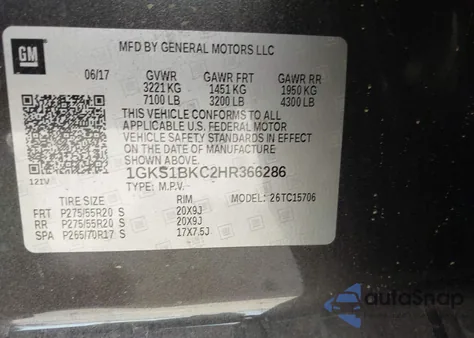 GM
MFD BY GENERAL MOTORS LLC
06/17 GVWR GAWR FRT GAWR RR
3221 KG 1451 KG 1950 KG
7100 LB 3200 LB 4300 LB
THIS VEHICLE CONFORMS TO ALL
APPLICABLE U.S. FEDERAL MOTOR
VEHICLE SAFETY STANDARDS IN EFFECT
ON THE DATE OF MANUFACTURE
SHOWN ABOVE.
1GKS1BKC2HR366286
12IV TYPE: M.P.V.
TIRE SIZE RIM MODEL: 26TC15706
FRT P275/55R20 S 20X9J
RR P275/55R20 S 20X9J
SPA P265/70R17 S 17X7.5J
autoSnap